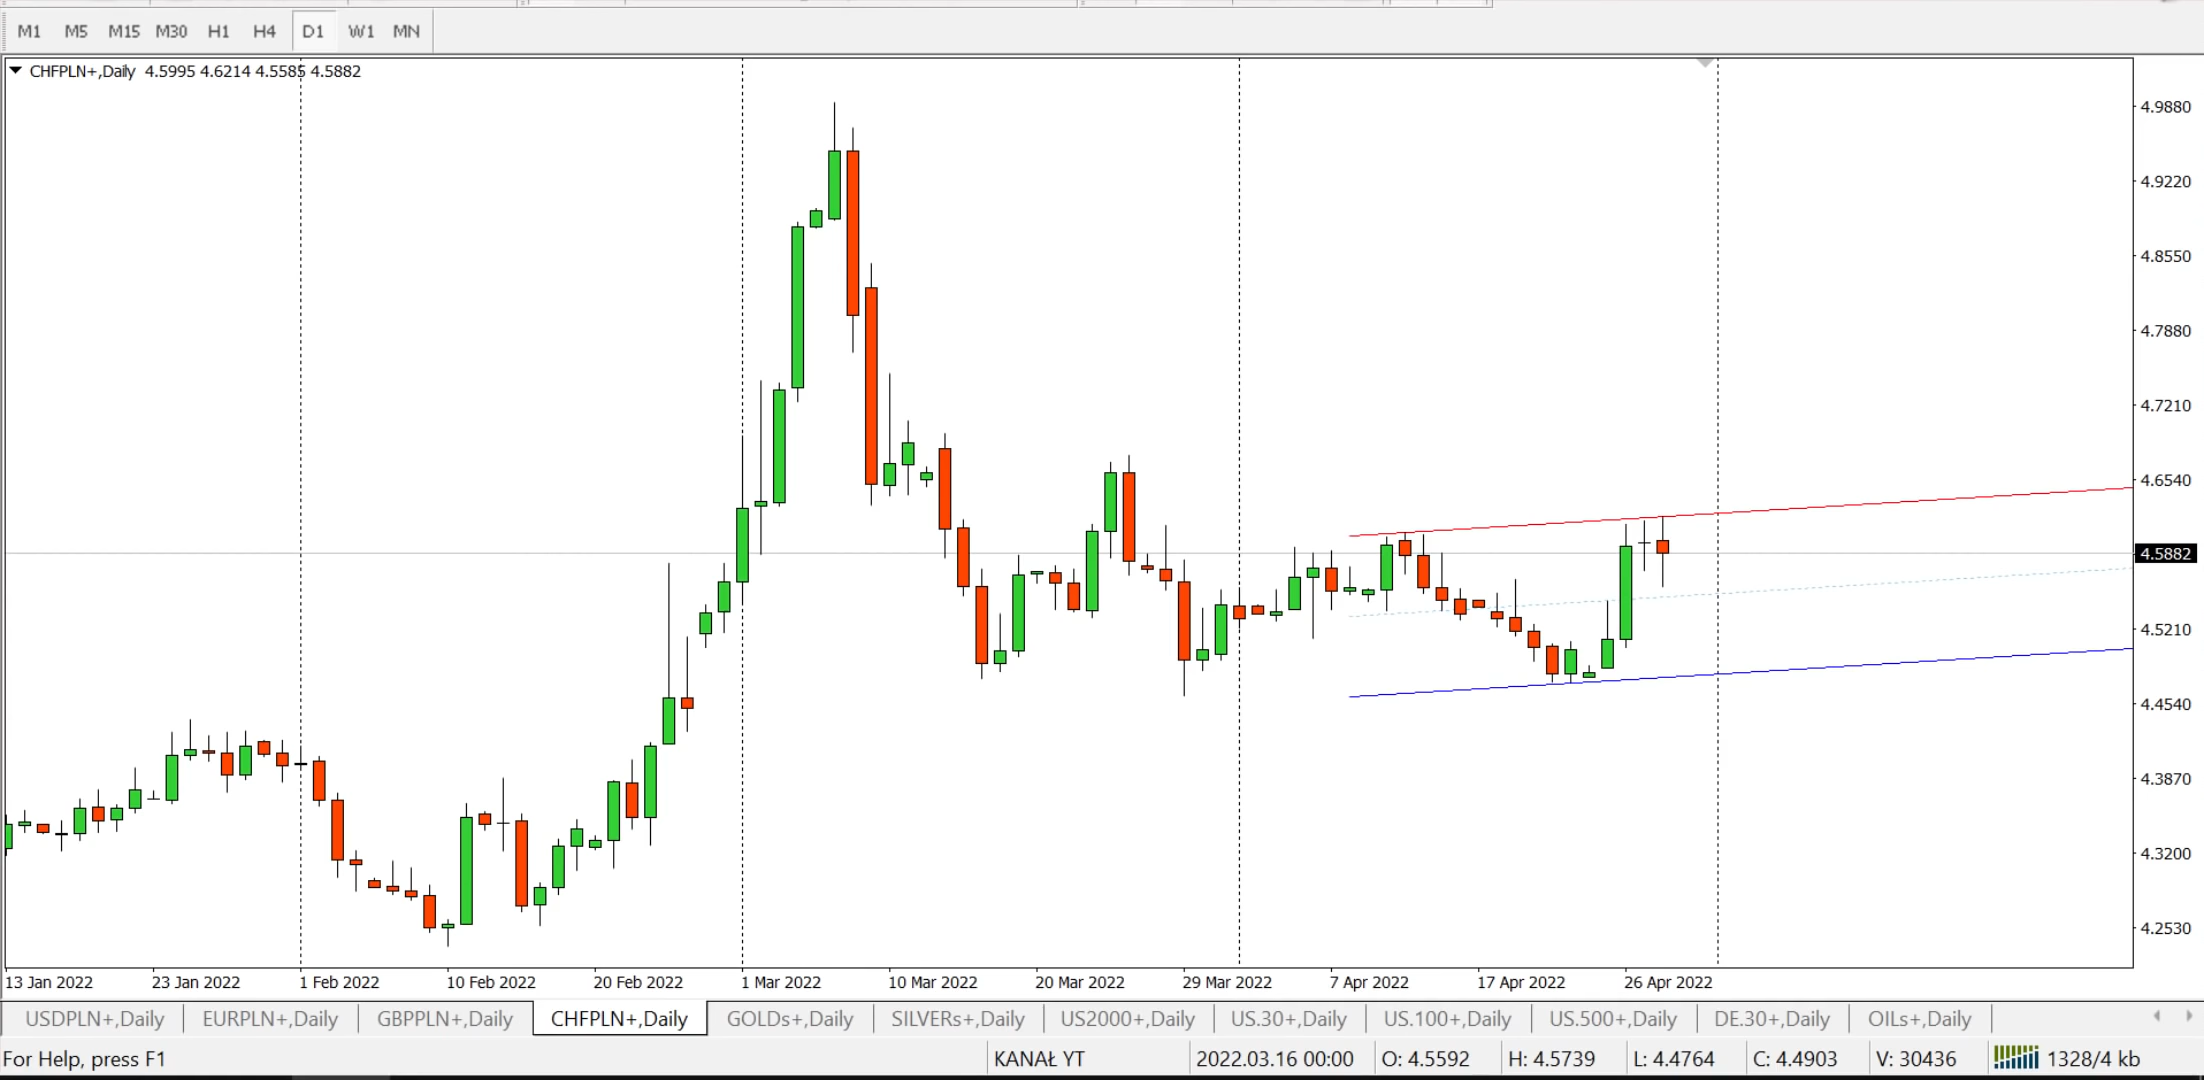 M1 M5 M15 M30 H1 H4 D1 W1 MN
CHFPLN+,Daily 4.5995 4.6214 4.5585 4.5882
4.9880
4.9220
4.8550
4.7880
4.7210
4.6540
4.5882
4.5210
4.4540
4.3870
4.3200
4.2530
13 Jan 2022 23 Jan 2022 1 Feb 2022 10 Feb 2022 20 Feb 2022 1 Mar 2022 10 Mar 2022 20 Mar 2022 29 Mar 2022 7 Apr 2022 17 Apr 2022 26 Apr 2022
USDPLN+,Daily EURPLN+,Daily GBPPLN+,Daily CHFPLN+,Daily GOLDs+,Daily SILVERs+,Daily US2000+,Daily US.30+,Daily US.100+,Daily US.500+,Daily DE.30+,Daily OILs+,Daily
For Help, press F1 KANAŁ YT 2022.03.16 00:00 O: 4.5592 H: 4.5739 L: 4.4764 C: 4.4903 V: 30436 1328/4 kb